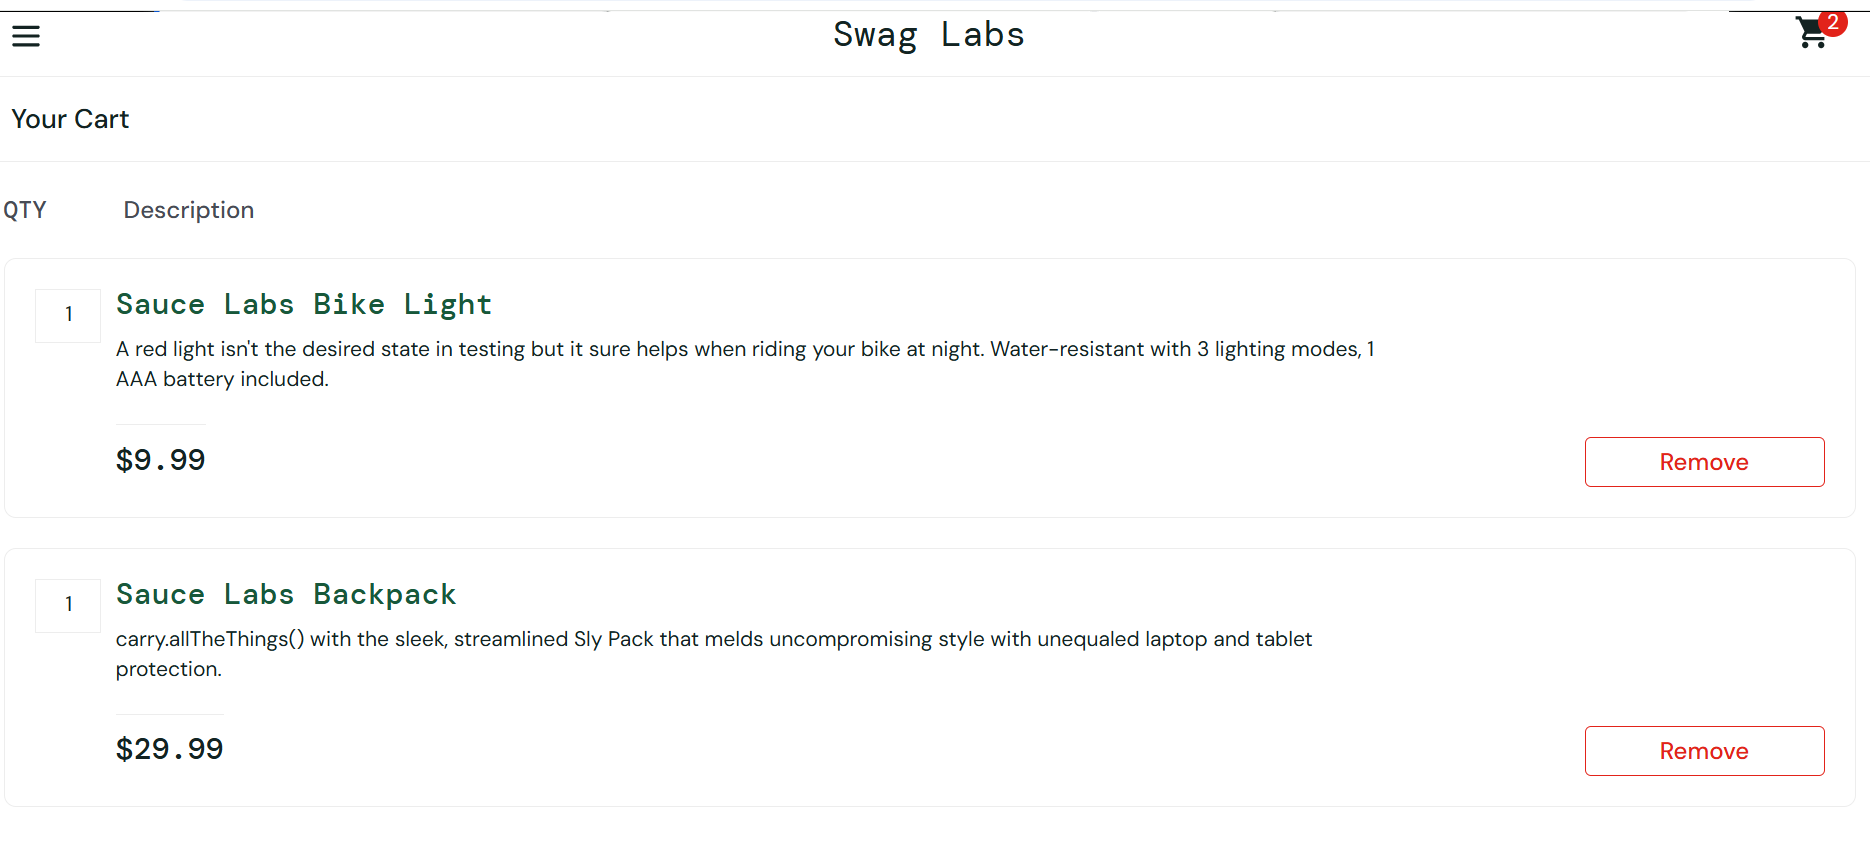 Swag Labs
2
Your Cart
QTY Description
1
Sauce Labs Bike Light
A red light isn't the desired state in testing but it sure helps when riding your bike at night. Water-resistant with 3 lighting modes, 1
AAA battery included.
$9.99
Remove
1
Sauce Labs Backpack
carry.allTheThings() with the sleek, streamlined Sly Pack that melds uncompromising style with unequaled laptop and tablet
protection.
$29.99
Remove